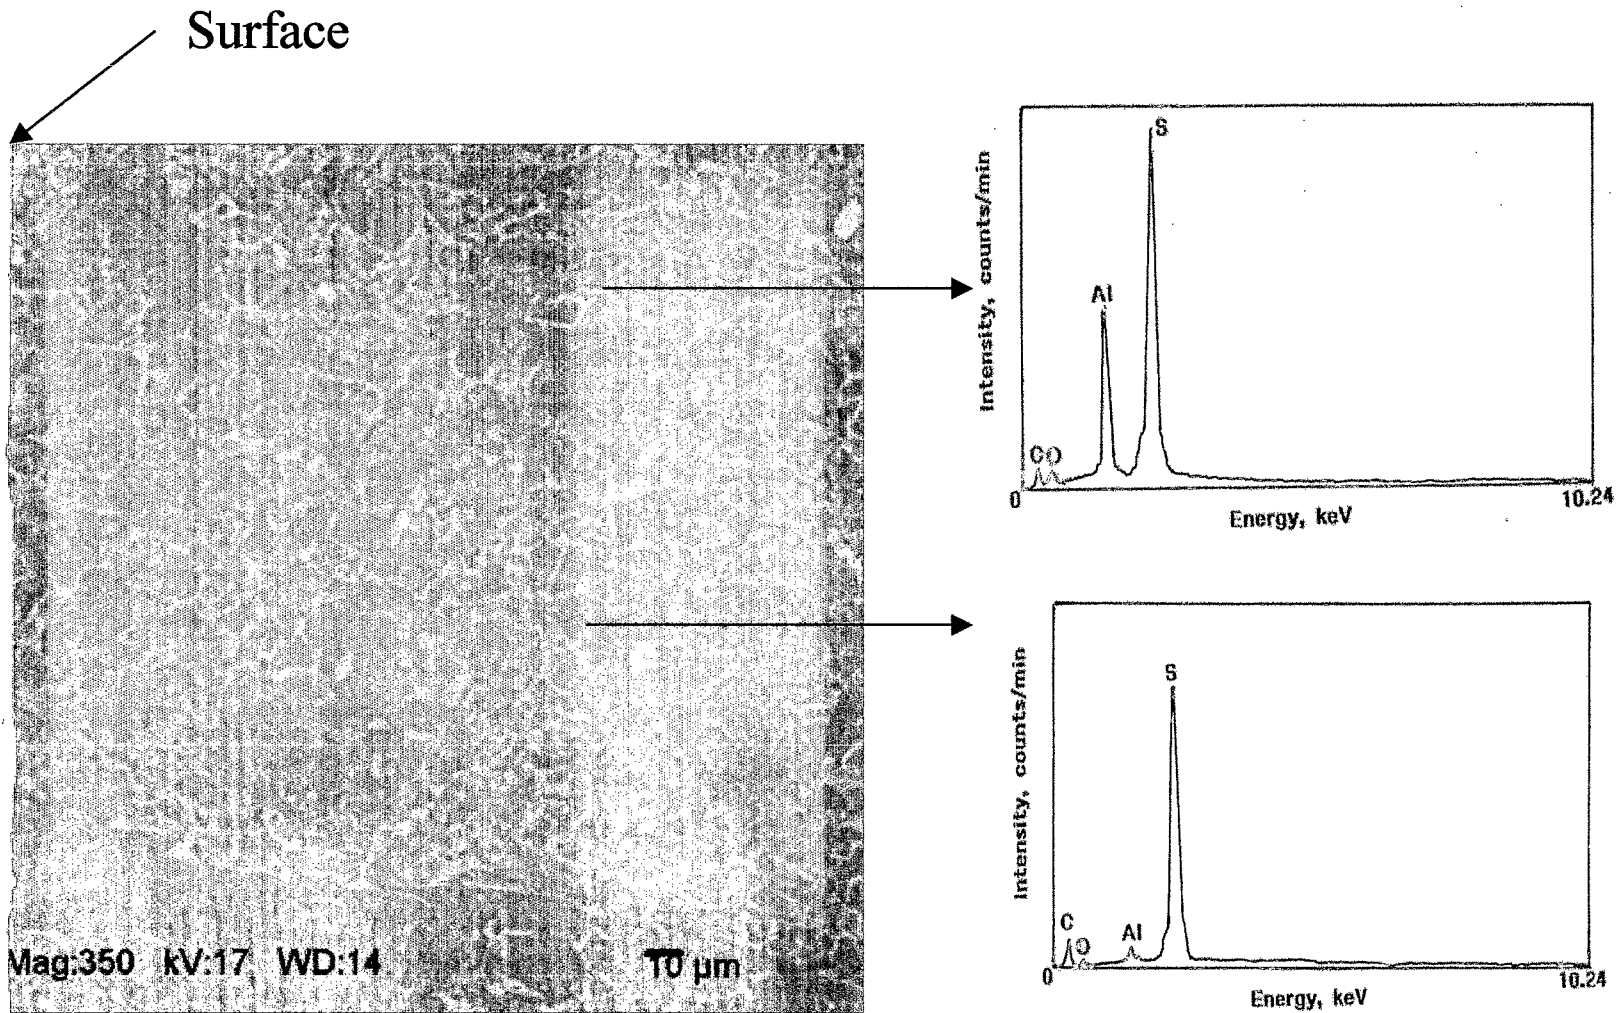 Surface
S
Al
C O
Intensity, counts/min
0
10.24
Energy, keV
S
C
O
Al
Intensity, counts/min
0
10.24
Energy, keV
Mag:350 kV:17 WD:14
10 µm